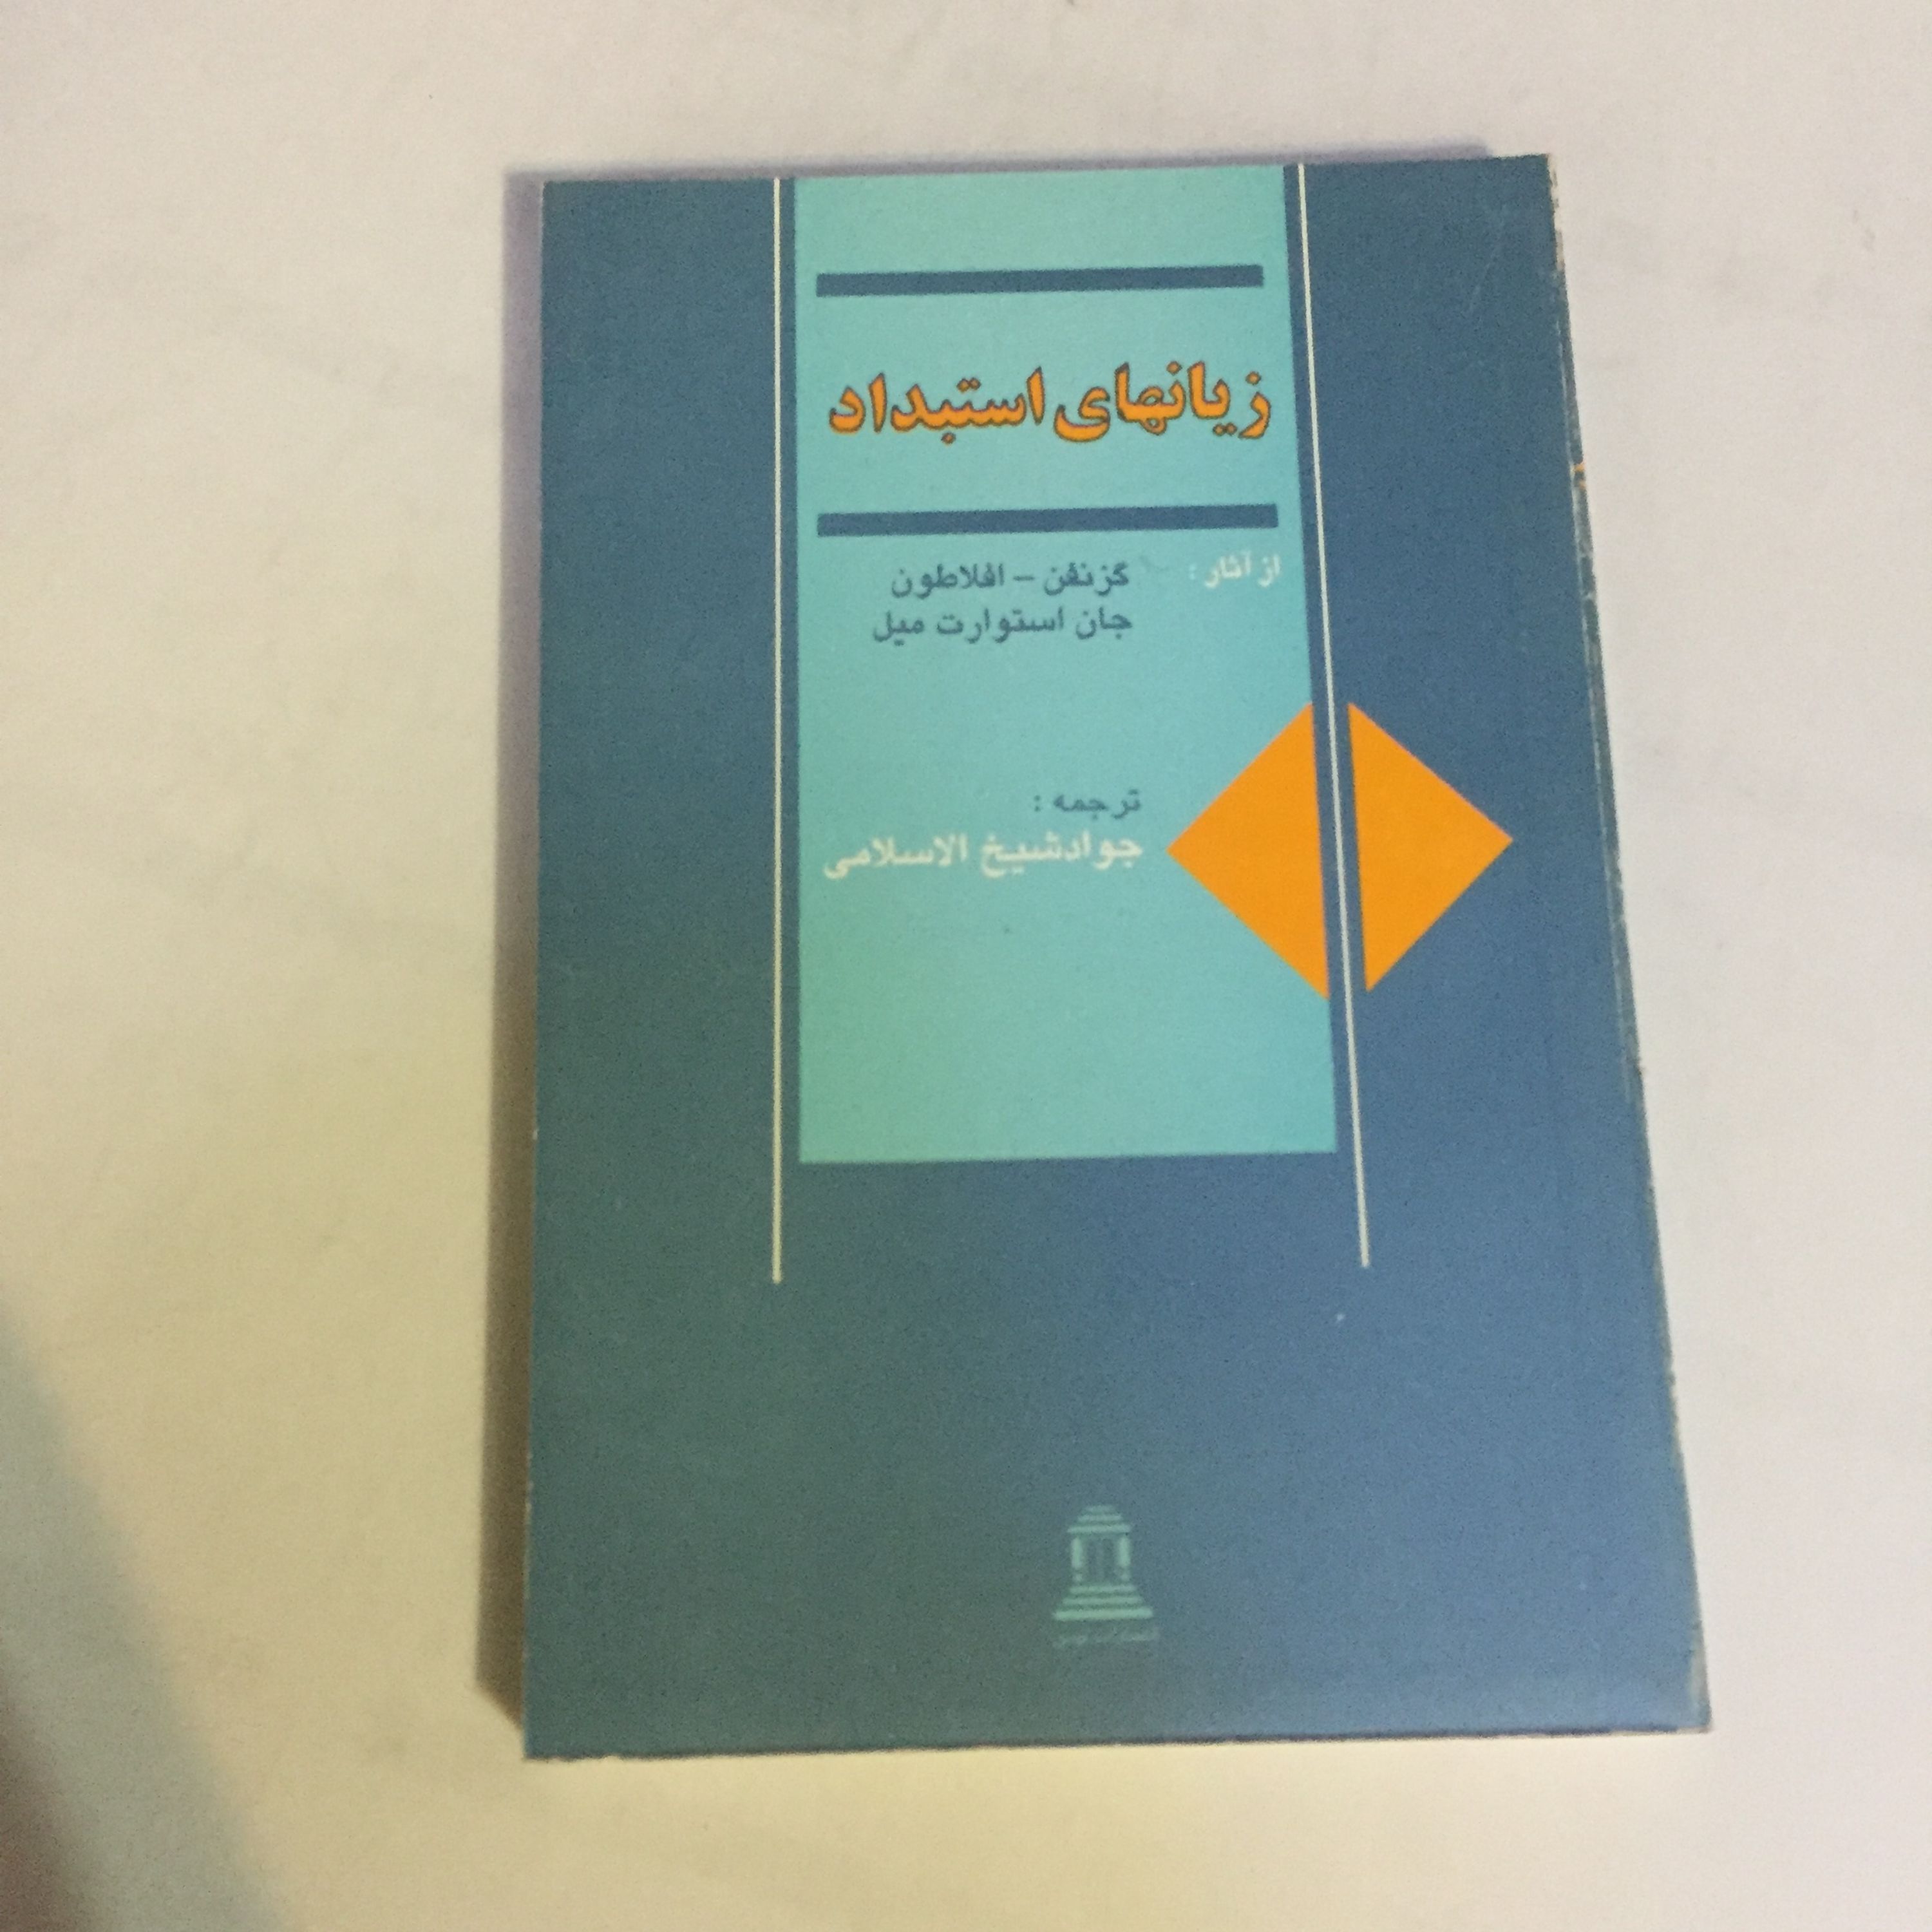 زیانهای استبداد
از آثار : گزنفن – افلاطون
جان استوارت میل
ترجمه :
جوادشیخ الاسلامی